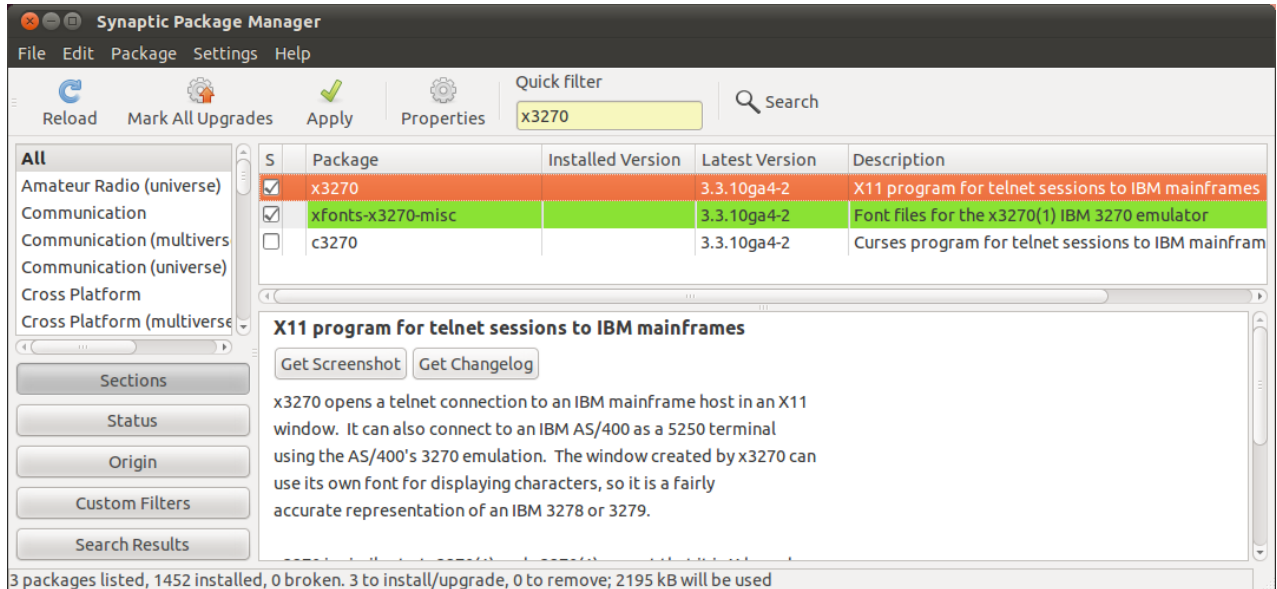 Synaptic Package Manager
File Edit Package Settings Help
Reload Mark All Upgrades Apply Properties Quick filter x3270 Search
All
Amateur Radio (universe)
Communication
Communication (multivers
Communication (universe)
Cross Platform
Cross Platform (multiverse
Sections
Status
Origin
Custom Filters
Search Results
S Package Installed Version Latest Version Description
x3270 3.3.10ga4-2 X11 program for telnet sessions to IBM mainframes
xfonts-x3270-misc 3.3.10ga4-2 Font files for the x3270(1) IBM 3270 emulator
c3270 3.3.10ga4-2 Curses program for telnet sessions to IBM mainfram
X11 program for telnet sessions to IBM mainframes
Get Screenshot Get Changelog
x3270 opens a telnet connection to an IBM mainframe host in an X11
window. It can also connect to an IBM AS/400 as a 5250 terminal
using the AS/400's 3270 emulation. The window created by x3270 can
use its own font for displaying characters, so it is a fairly
accurate representation of an IBM 3278 or 3279.
3 packages listed, 1452 installed, 0 broken. 3 to install/upgrade, 0 to remove; 2195 kB will be used